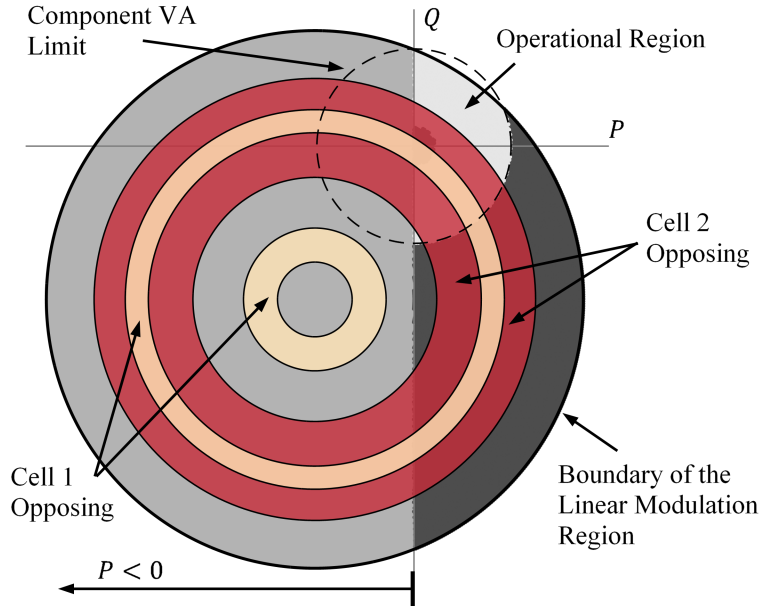 Component VA
Limit
Q
Operational Region
P
Cell 2
Opposing
Cell 1
Opposing
Boundary of the
Linear Modulation
Region
P < 0